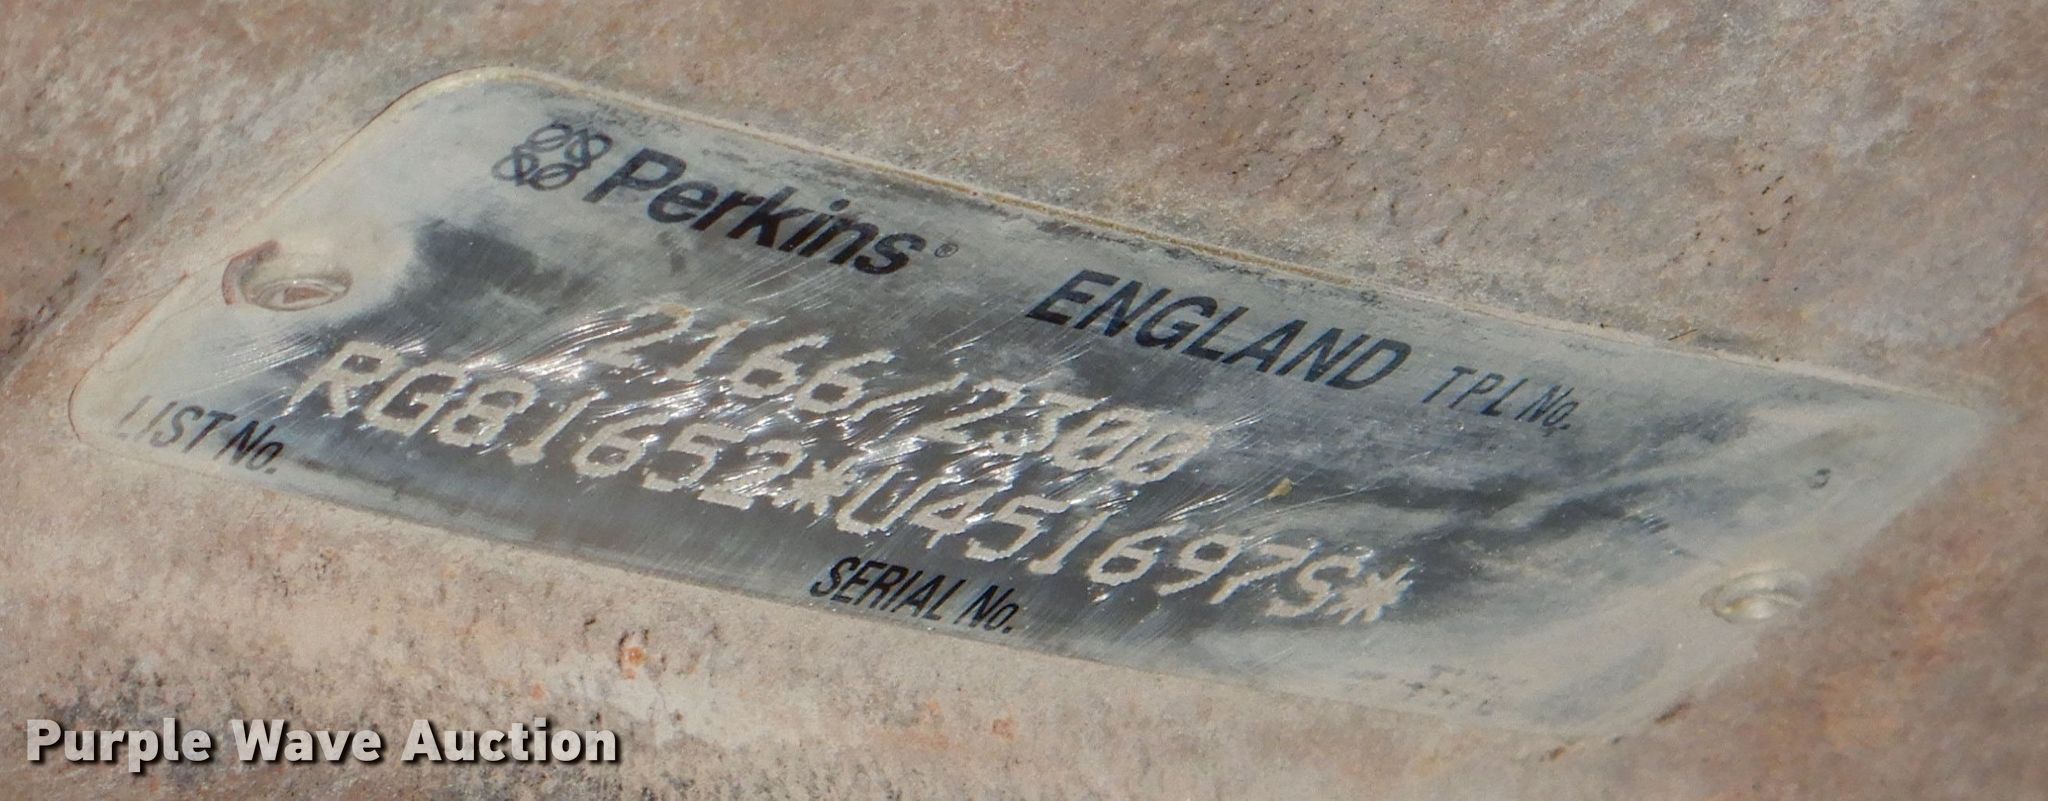 Perkins® ENGLAND TPL No.
2166/2300
RG81652*U451697S*
LIST No. SERIAL No.
Purple Wave Auction